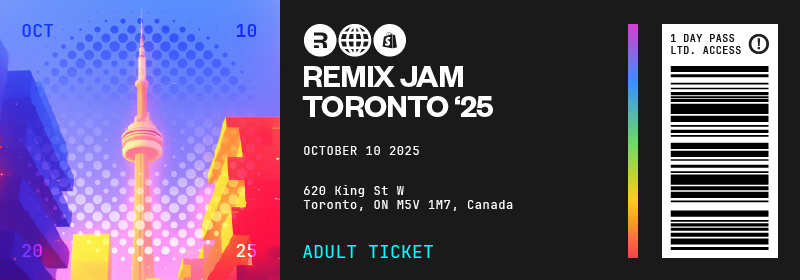 OCT 10
20 25
R
REMIX JAM
TORONTO ‘25
OCTOBER 10 2025
620 King St W
Toronto, ON M5V 1M7, Canada
ADULT TICKET
1 DAY PASS
LTD. ACCESS